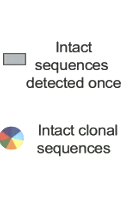 Intact
sequences
detected once
Intact clonal
sequences